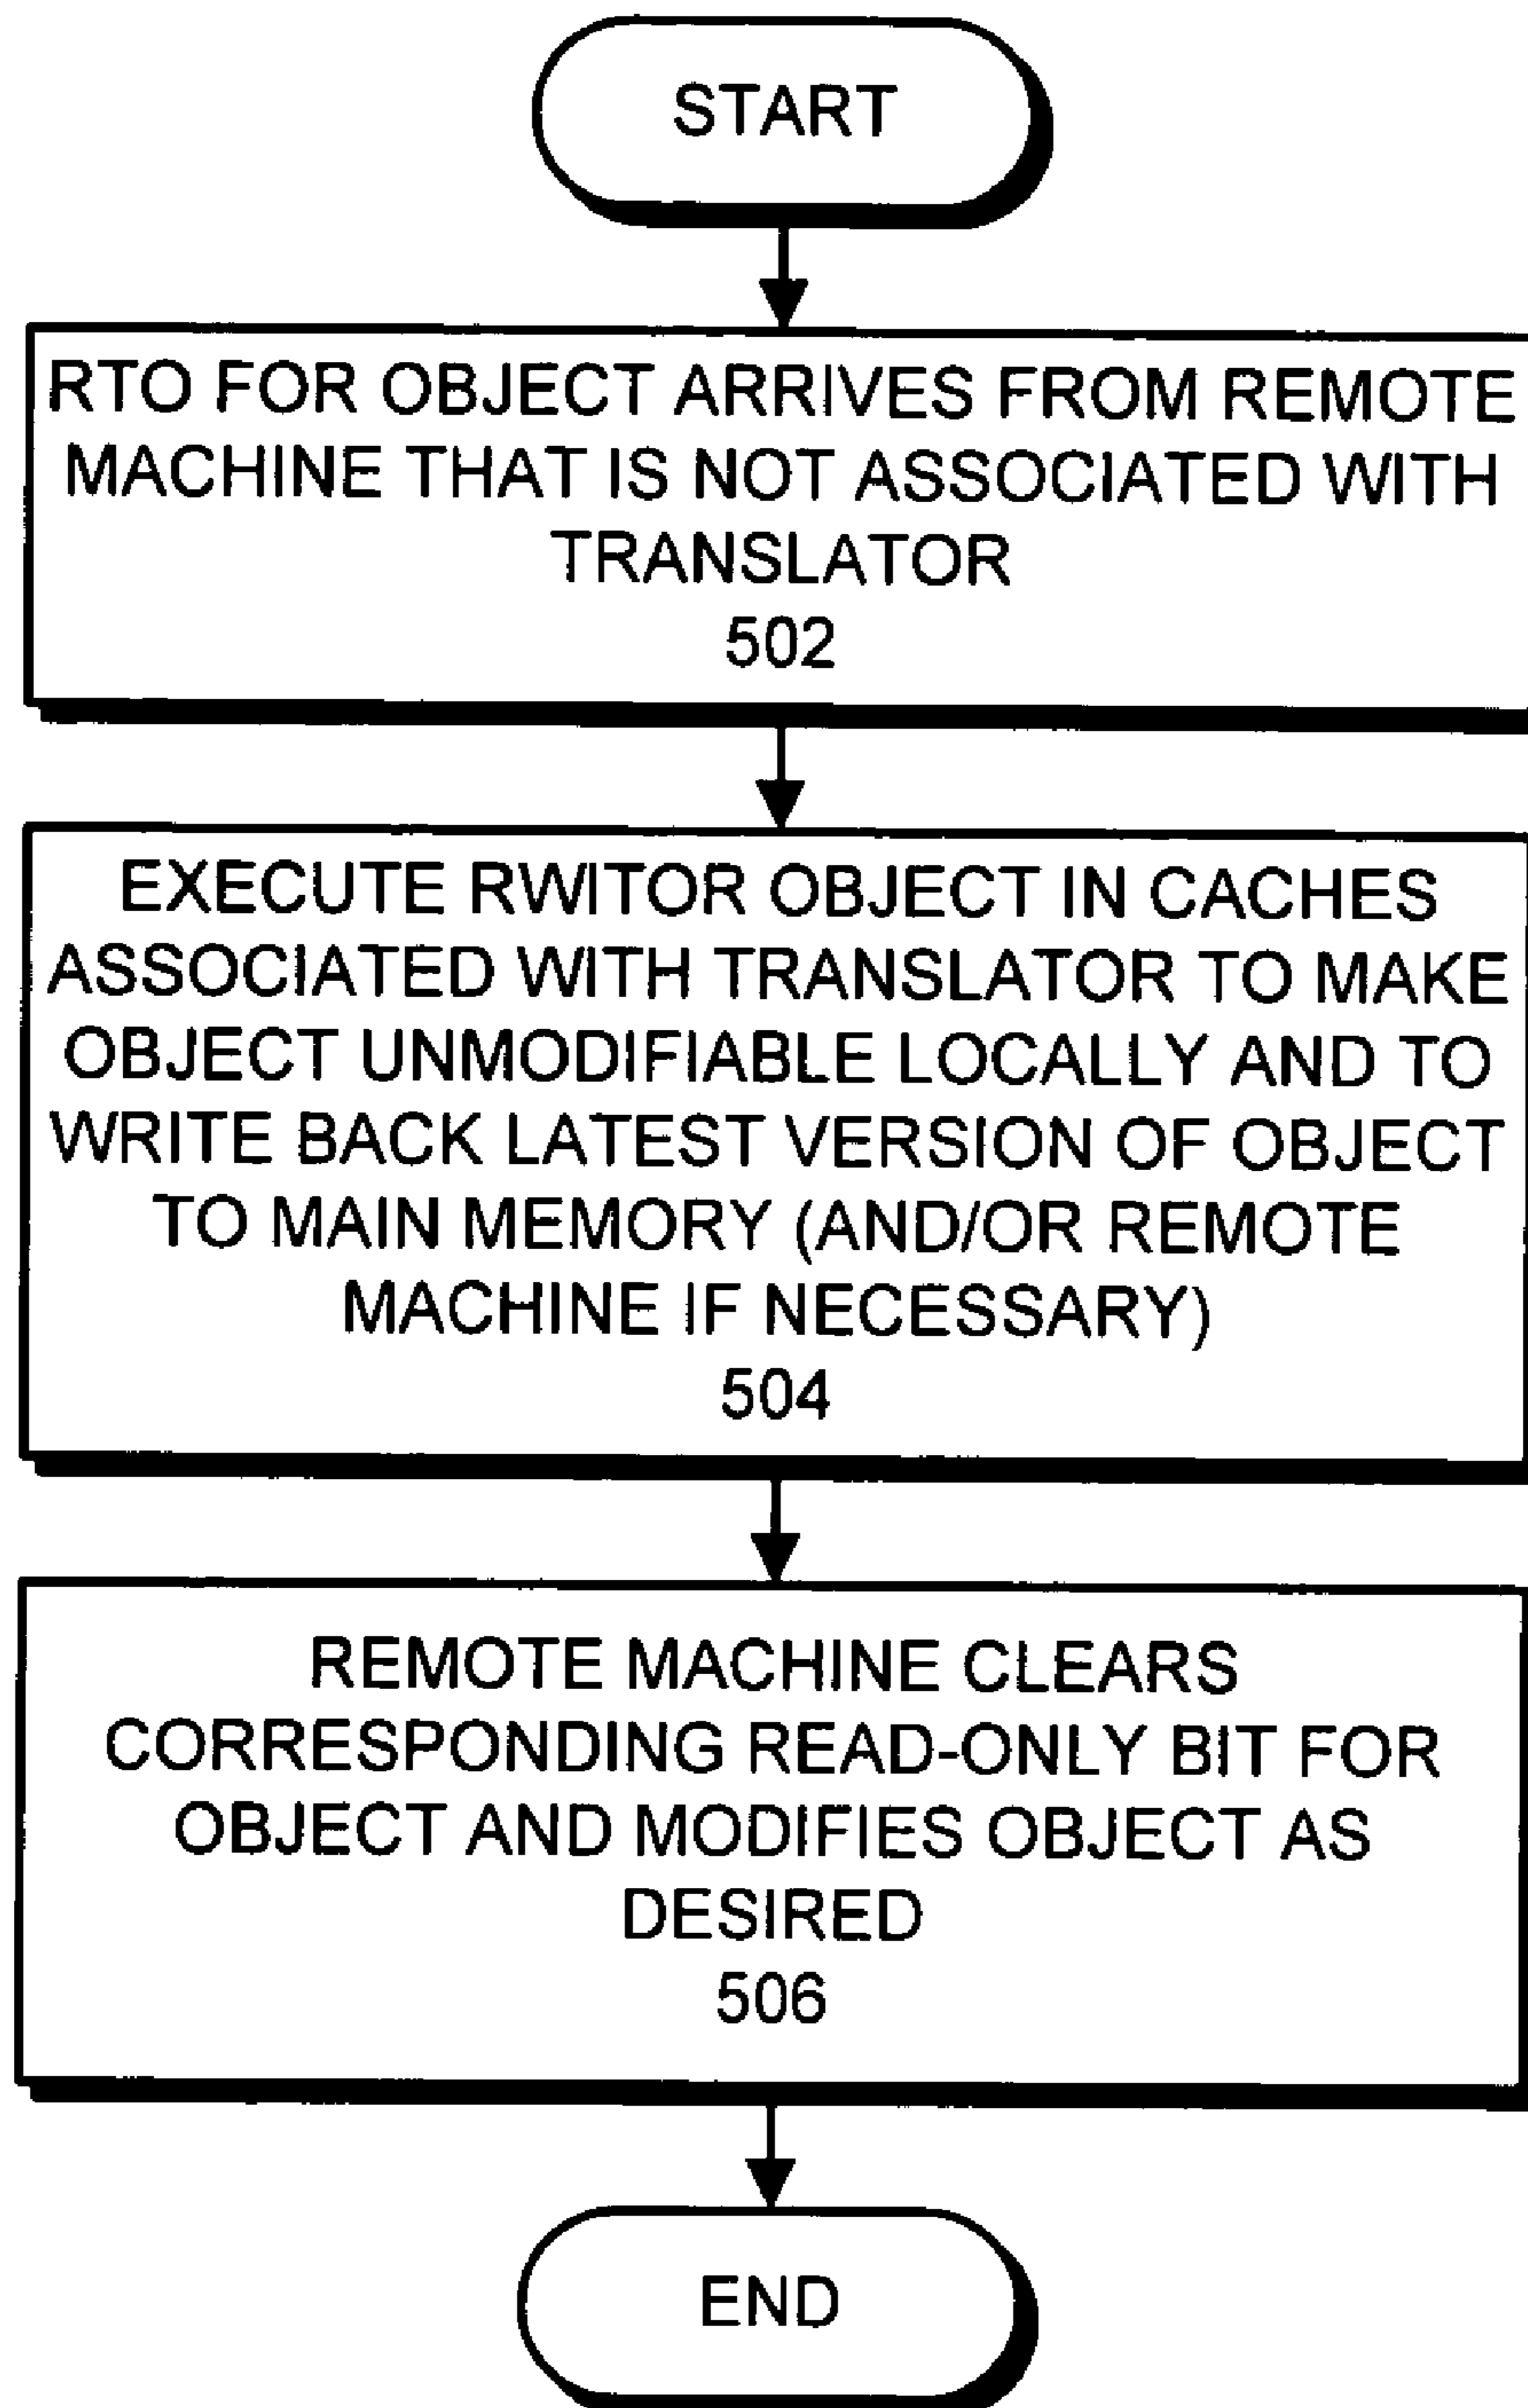 START
RTO FOR OBJECT ARRIVES FROM REMOTE
MACHINE THAT IS NOT ASSOCIATED WITH
TRANSLATOR
502
EXECUTE RWITOR OBJECT IN CACHES
ASSOCIATED WITH TRANSLATOR TO MAKE
OBJECT UNMODIFIABLE LOCALLY AND TO
WRITE BACK LATEST VERSION OF OBJECT
TO MAIN MEMORY (AND/OR REMOTE
MACHINE IF NECESSARY)
504
REMOTE MACHINE CLEARS
CORRESPONDING READ-ONLY BIT FOR
OBJECT AND MODIFIES OBJECT AS
DESIRED
506
END